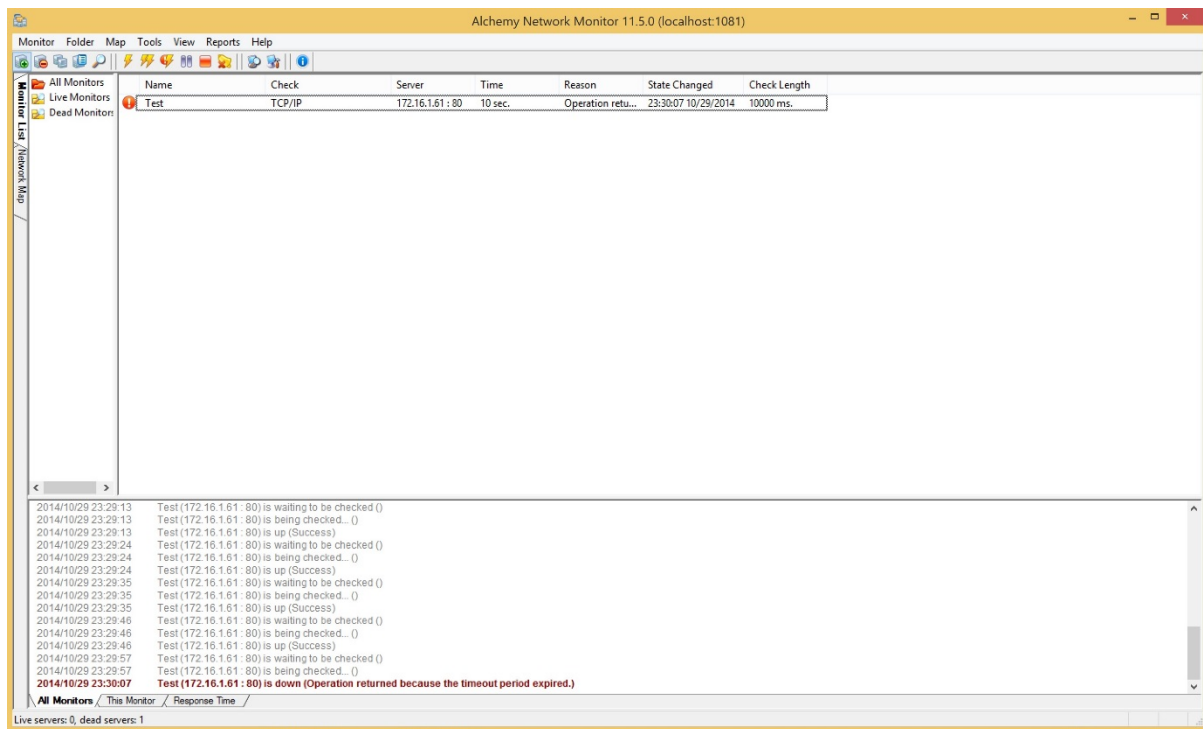 Alchemy Network Monitor 11.5.0 (localhost:1081)
Monitor Folder Map Tools View Reports Help
Monitor List
Network Map
All Monitors
Live Monitors
Dead Monitors
Name Check Server Time Reason State Changed Check Length
Test TCP/IP 172.16.1.61 : 80 10 sec. Operation retu... 23:30:07 10/29/2014 10000 ms.
2014/10/29 23:29:13 Test (172.16.1.61 : 80) is waiting to be checked ()
2014/10/29 23:29:13 Test (172.16.1.61 : 80) is being checked... ()
2014/10/29 23:29:13 Test (172.16.1.61 : 80) is up (Success)
2014/10/29 23:29:24 Test (172.16.1.61 : 80) is waiting to be checked ()
2014/10/29 23:29:24 Test (172.16.1.61 : 80) is being checked... ()
2014/10/29 23:29:24 Test (172.16.1.61 : 80) is up (Success)
2014/10/29 23:29:35 Test (172.16.1.61 : 80) is waiting to be checked ()
2014/10/29 23:29:35 Test (172.16.1.61 : 80) is being checked... ()
2014/10/29 23:29:35 Test (172.16.1.61 : 80) is up (Success)
2014/10/29 23:29:46 Test (172.16.1.61 : 80) is waiting to be checked ()
2014/10/29 23:29:46 Test (172.16.1.61 : 80) is being checked... ()
2014/10/29 23:29:46 Test (172.16.1.61 : 80) is up (Success)
2014/10/29 23:29:57 Test (172.16.1.61 : 80) is waiting to be checked ()
2014/10/29 23:29:57 Test (172.16.1.61 : 80) is being checked... ()
2014/10/29 23:30:07 Test (172.16.1.61 : 80) is down (Operation returned because the timeout period expired.)
All Monitors This Monitor Response Time
Live servers: 0, dead servers: 1